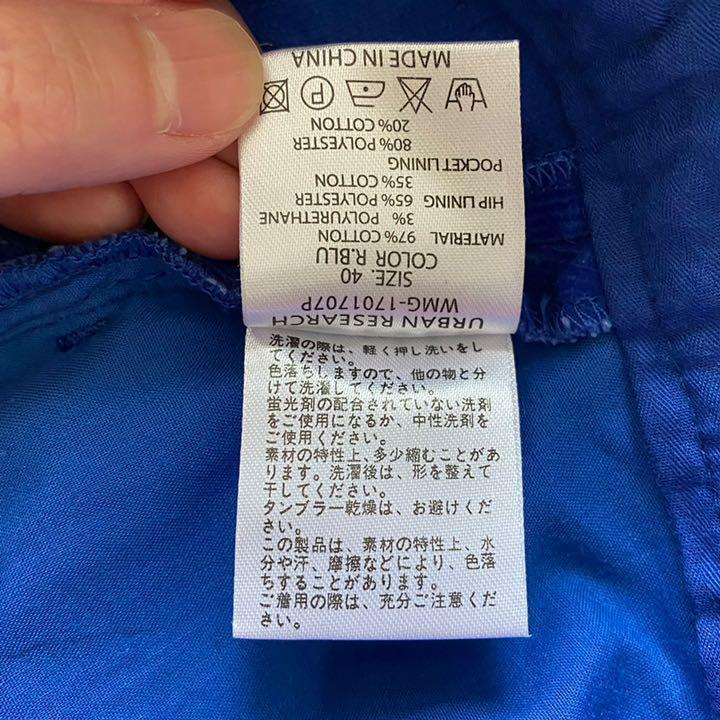 URBAN RESEARCH
WMG-1701707P
SIZE. 40
COLOR R.BLU
MATERIAL 97% COTTON
3% POLYURETHANE
HIP LINING 65% POLYESTER
35% COTTON
POCKET LINING
80% POLYESTER
20% COTTON
P
MADE IN CHINA
洗濯の際は、軽く押し洗いをし
てください。
色落ちしますので、他の物と分
けて洗濯してください。
蛍光剤の配合されていない洗剤
をご使用になるか、中性洗剤を
ご使用ください。
素材の特性上、多少縮むことがあ
ります。洗濯後は、形を整えて
干してください。
タンブラー乾燥は、お避けくだ
さい。
この製品は、素材の特性上、水
分や汗、摩擦などにより、色落
ちすることがあります。
ご着用の際は、充分ご注意くだ
さい。